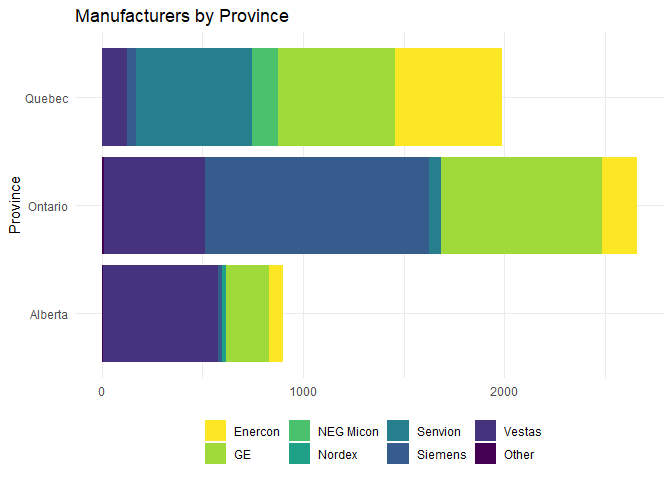 Manufacturers by Province
Province
Quebec
Ontario
Alberta
0 1000 2000
Enercon NEG Micon Senvion Vestas
GE Nordex Siemens Other